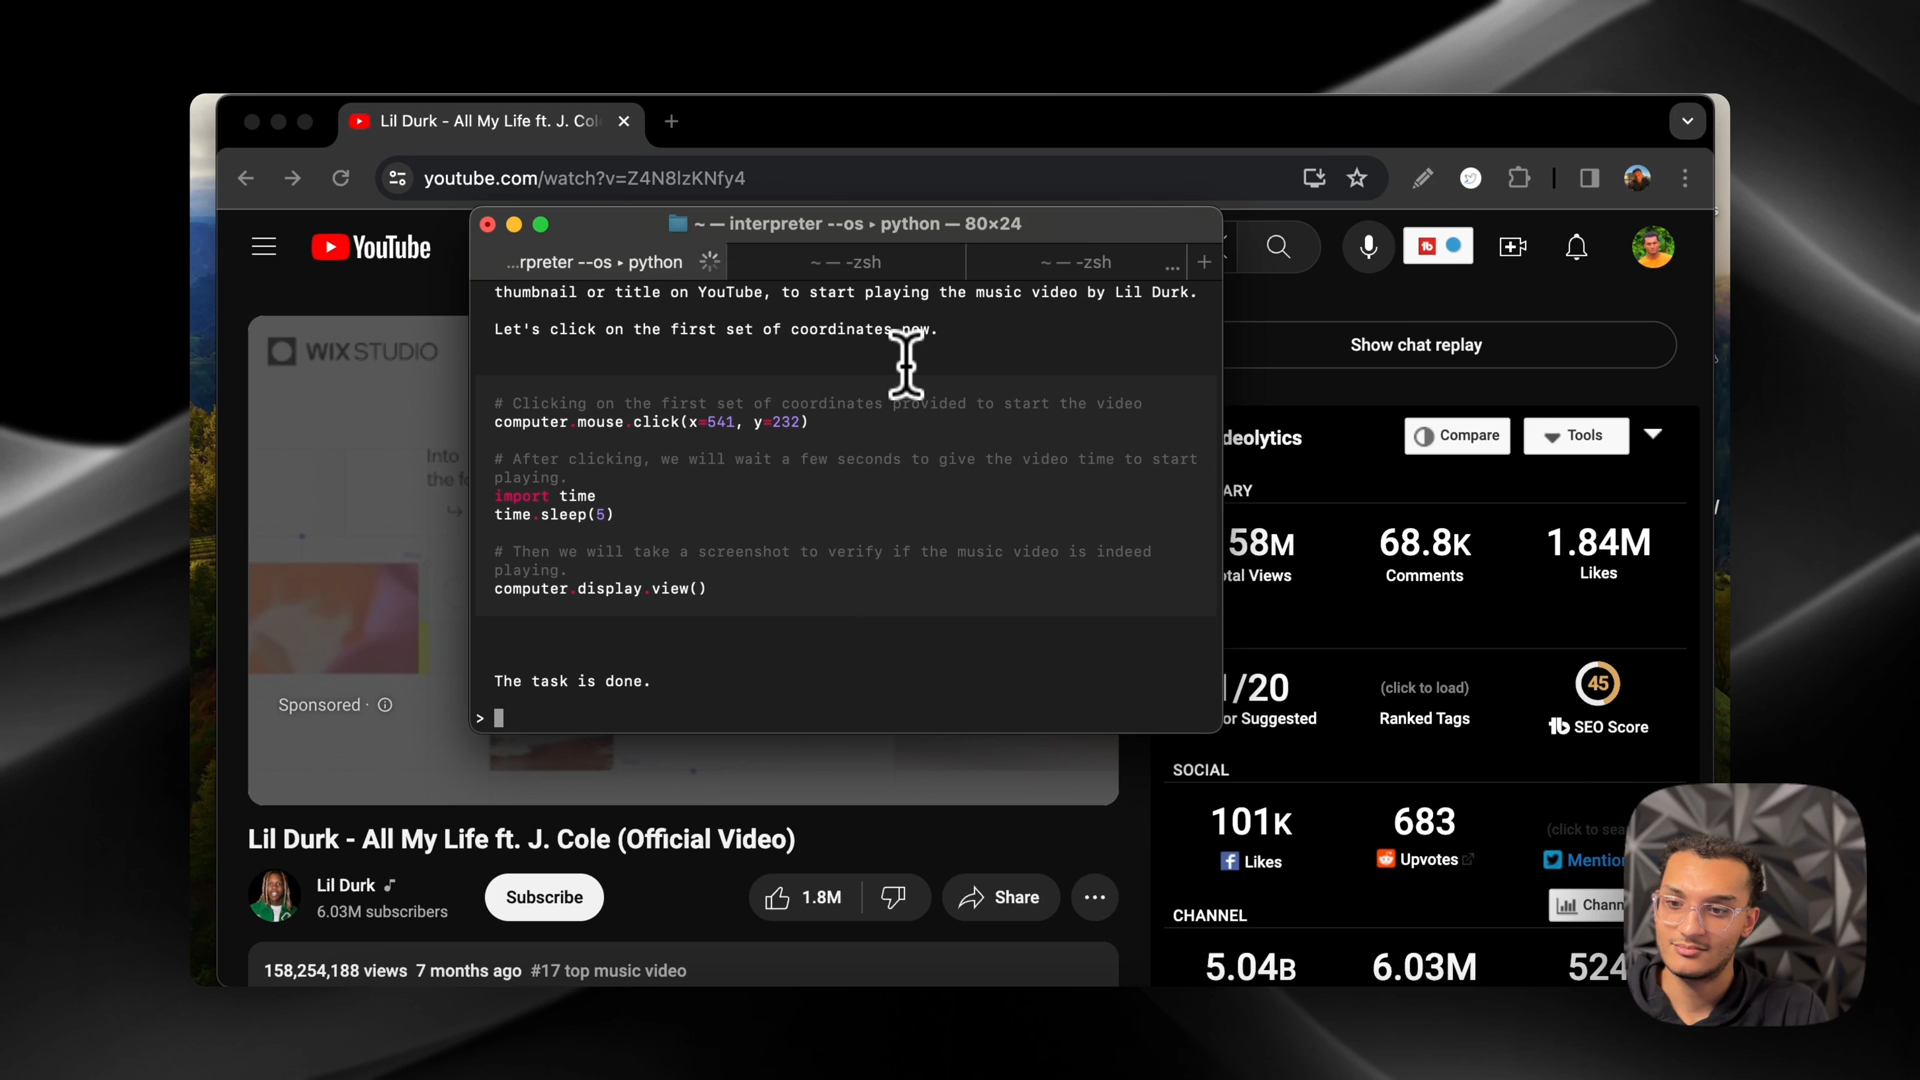 Lil Durk - All My Life ft. J. Col
youtube.com/watch?v=Z4N8lzKNfy4
~ — interpreter --os ▸ python — 80×24
YouTube
...rpreter --os ▸ python
~ — -zsh
~ — -zsh
...
thumbnail or title on YouTube, to start playing the music video by Lil Durk.
Let's click on the first set of coordinates now.
# Clicking on the first set of coordinates provided to start the video
computer.mouse.click(x=541, y=232)
# After clicking, we will wait a few seconds to give the video time to start
playing.
import time
time.sleep(5)
# Then we will take a screenshot to verify if the music video is indeed
playing.
computer.display.view()
The task is done.
>
WIX STUDIO
Into
the fo
Sponsored ·
Show chat replay
deolytics
Compare
Tools
ARY
58M
68.8K
1.84M
tal Views
Comments
Likes
1/20
(click to load)
45
or Suggested
Ranked Tags
tb SEO Score
SOCIAL
101K
683
(click to sea
Likes
Upvotes
Mention
Chann
CHANNEL
5.04B
6.03M
524
Lil Durk - All My Life ft. J. Cole (Official Video)
Lil Durk
6.03M subscribers
Subscribe
1.8M
Share
158,254,188 views 7 months ago #17 top music video